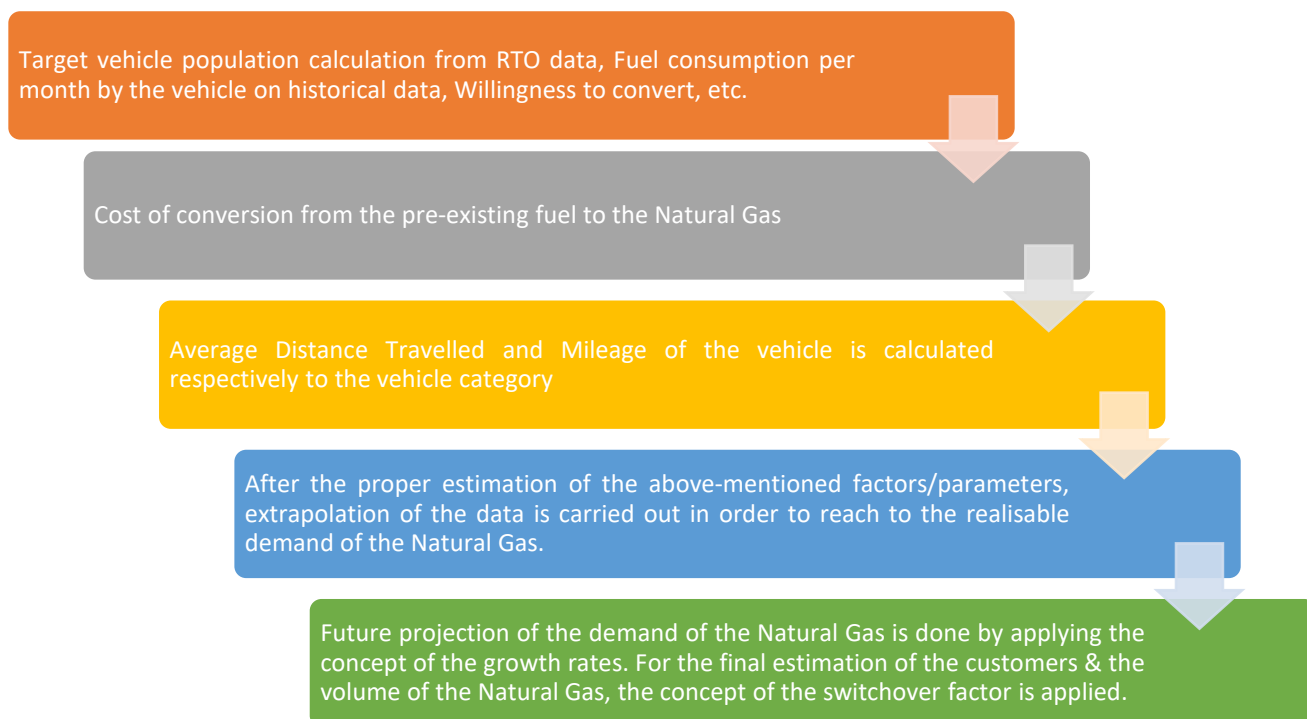 Target vehicle population calculation from RTO data, Fuel consumption per
month by the vehicle on historical data, Willingness to convert, etc.
Cost of conversion from the pre-existing fuel to the Natural Gas
Average Distance Travelled and Mileage of the vehicle is calculated
respectively to the vehicle category
After the proper estimation of the above-mentioned factors/parameters,
extrapolation of the data is carried out in order to reach to the realisable
demand of the Natural Gas.
Future projection of the demand of the Natural Gas is done by applying the
concept of the growth rates. For the final estimation of the customers & the
volume of the Natural Gas, the concept of the switchover factor is applied.